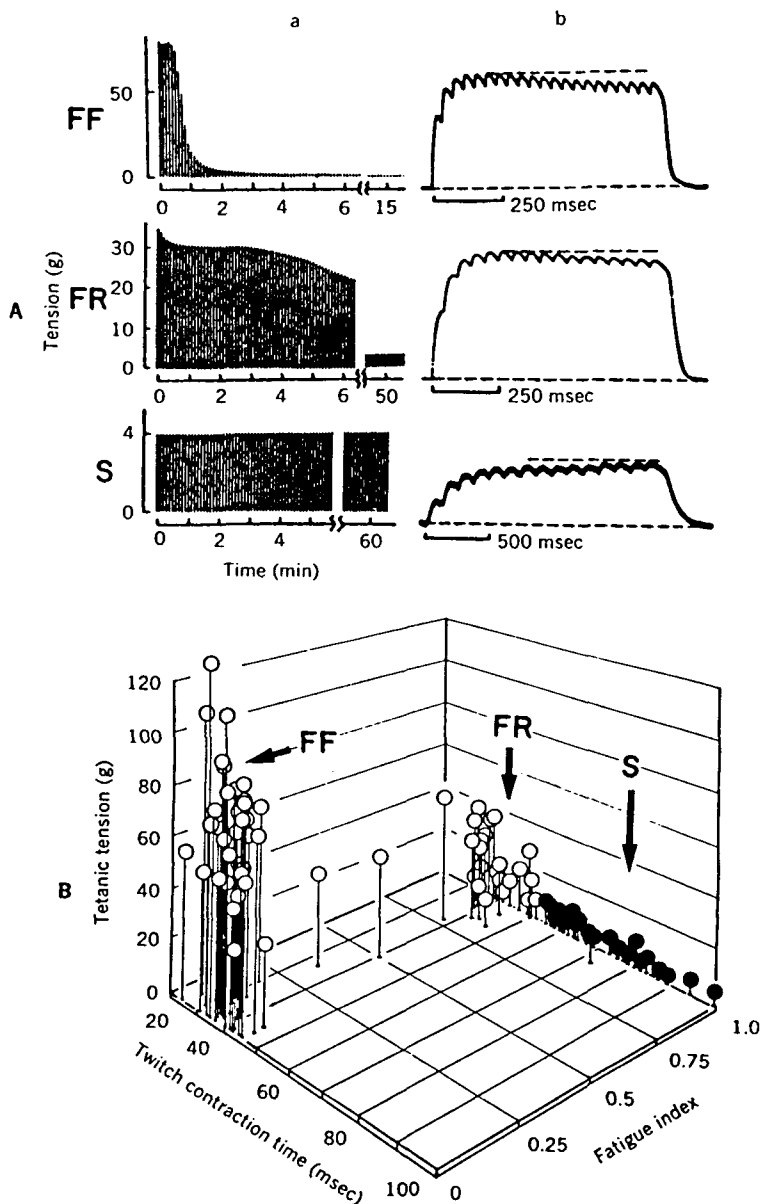 a b
A
Tension (g)
FF
50
0
0 2 4 6 15
250 msec
FR
30
20
10
0
0 2 4 6 50
250 msec
S
4
0
0 2 4 60
500 msec
Time (min)
B
Tetanic tension (g)
120
100
80
60
40
20
0
FF
FR
S
20 40 60 80 100
Twitch contraction time (msec)
0 0.25 0.5 0.75 1.0
Fatigue index